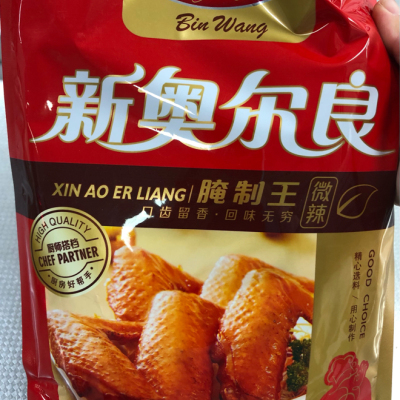 Bin Wang
新奥尔良
XIN AO ER LIANG
腌制王
微辣
口齿留香·回味无穷
HIGH QUALITY
厨师搭档
CHEF PARTNER
厨房好帮手
GOOD CHOICE
精心选料/用心制作